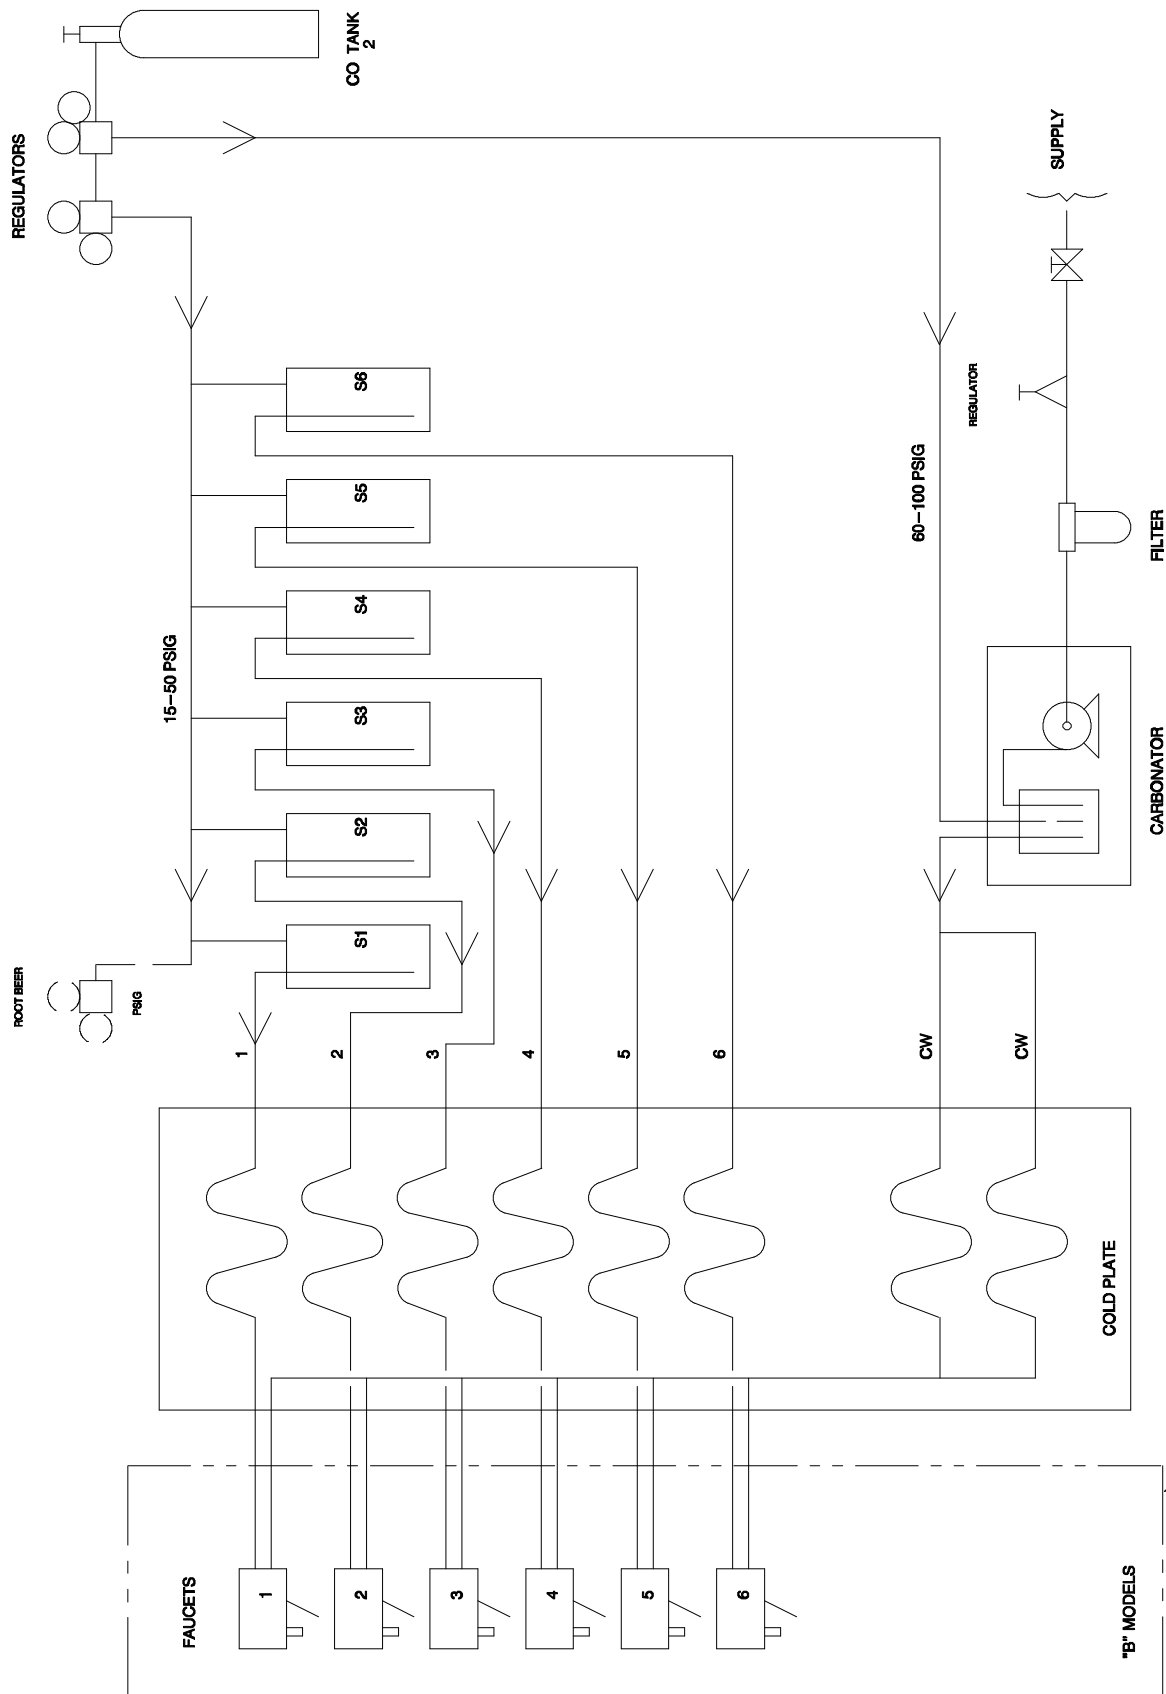 ROOT BEER
REGULATORS
PSIG
15–50 PSIG
FAUCETS
1
1
2
2
S1
S2
S3
S4
S5
S6
CO TANK
2
3
3
4
4
5
5
6
6
60–100 PSIG
CW
REGULATOR
CW
SUPPLY
COLD PLATE
"B" MODELS
CARBONATOR
FILTER